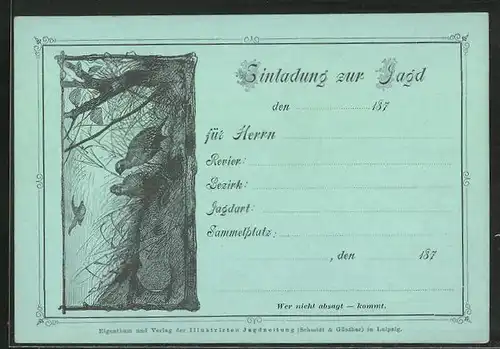 Einladung zur Jagd
den 187
für Herrn
Revier:
Bezirk:
Jagdart:
Sammelplatz:
, den 187
Wer nicht absagt — kommt.
Eigenthum und Verlag der Illustrirten Jagdzeitung (Schmidt & Günther) in Leipzig.